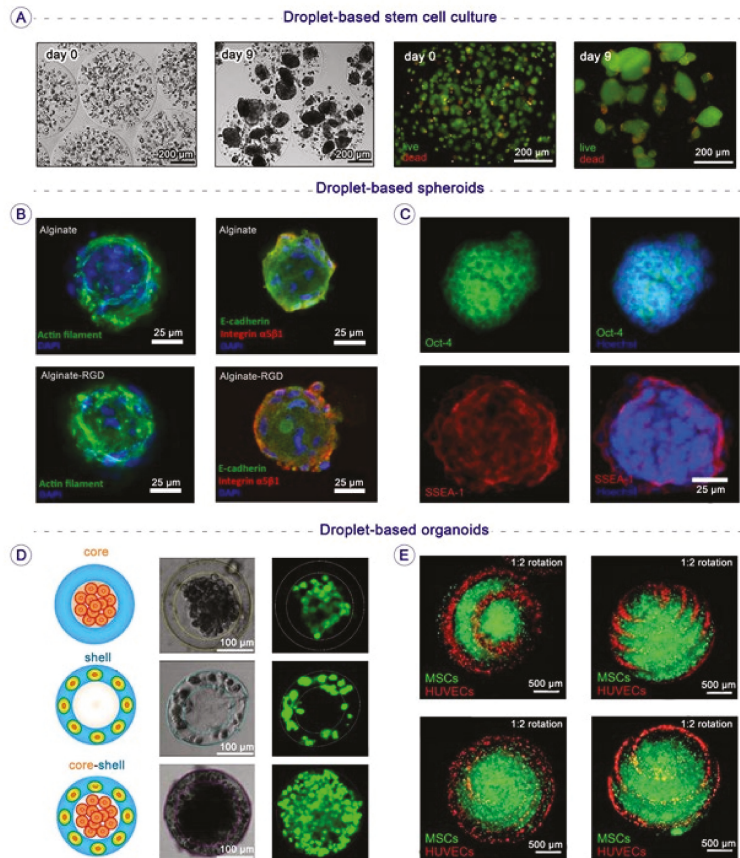 A
Droplet-based stem cell culture
day 0
200 µm
day 9
200 µm
day 0
live
dead
200 µm
day 9
live
dead
200 µm
Droplet-based spheroids
B
Alginate
Actin filament
DAPI
25 µm
Alginate
E-cadherin
Integrin α5β1
DAPI
25 µm
Alginate-RGD
Actin filament
DAPI
25 µm
Alginate-RGD
E-cadherin
Integrin α5β1
DAPI
25 µm
C
Oct-4
Oct-4
Hoechst
SSEA-1
SSEA-1
Hoechst
25 µm
Droplet-based organoids
D
core
100 µm
shell
100 µm
core-shell
100 µm
E
1:2 rotation
MSCs
HUVECs
500 µm
1:2 rotation
MSCs
HUVECs
500 µm
1:2 rotation
MSCs
HUVECs
500 µm
1:2 rotation
MSCs
HUVECs
500 µm